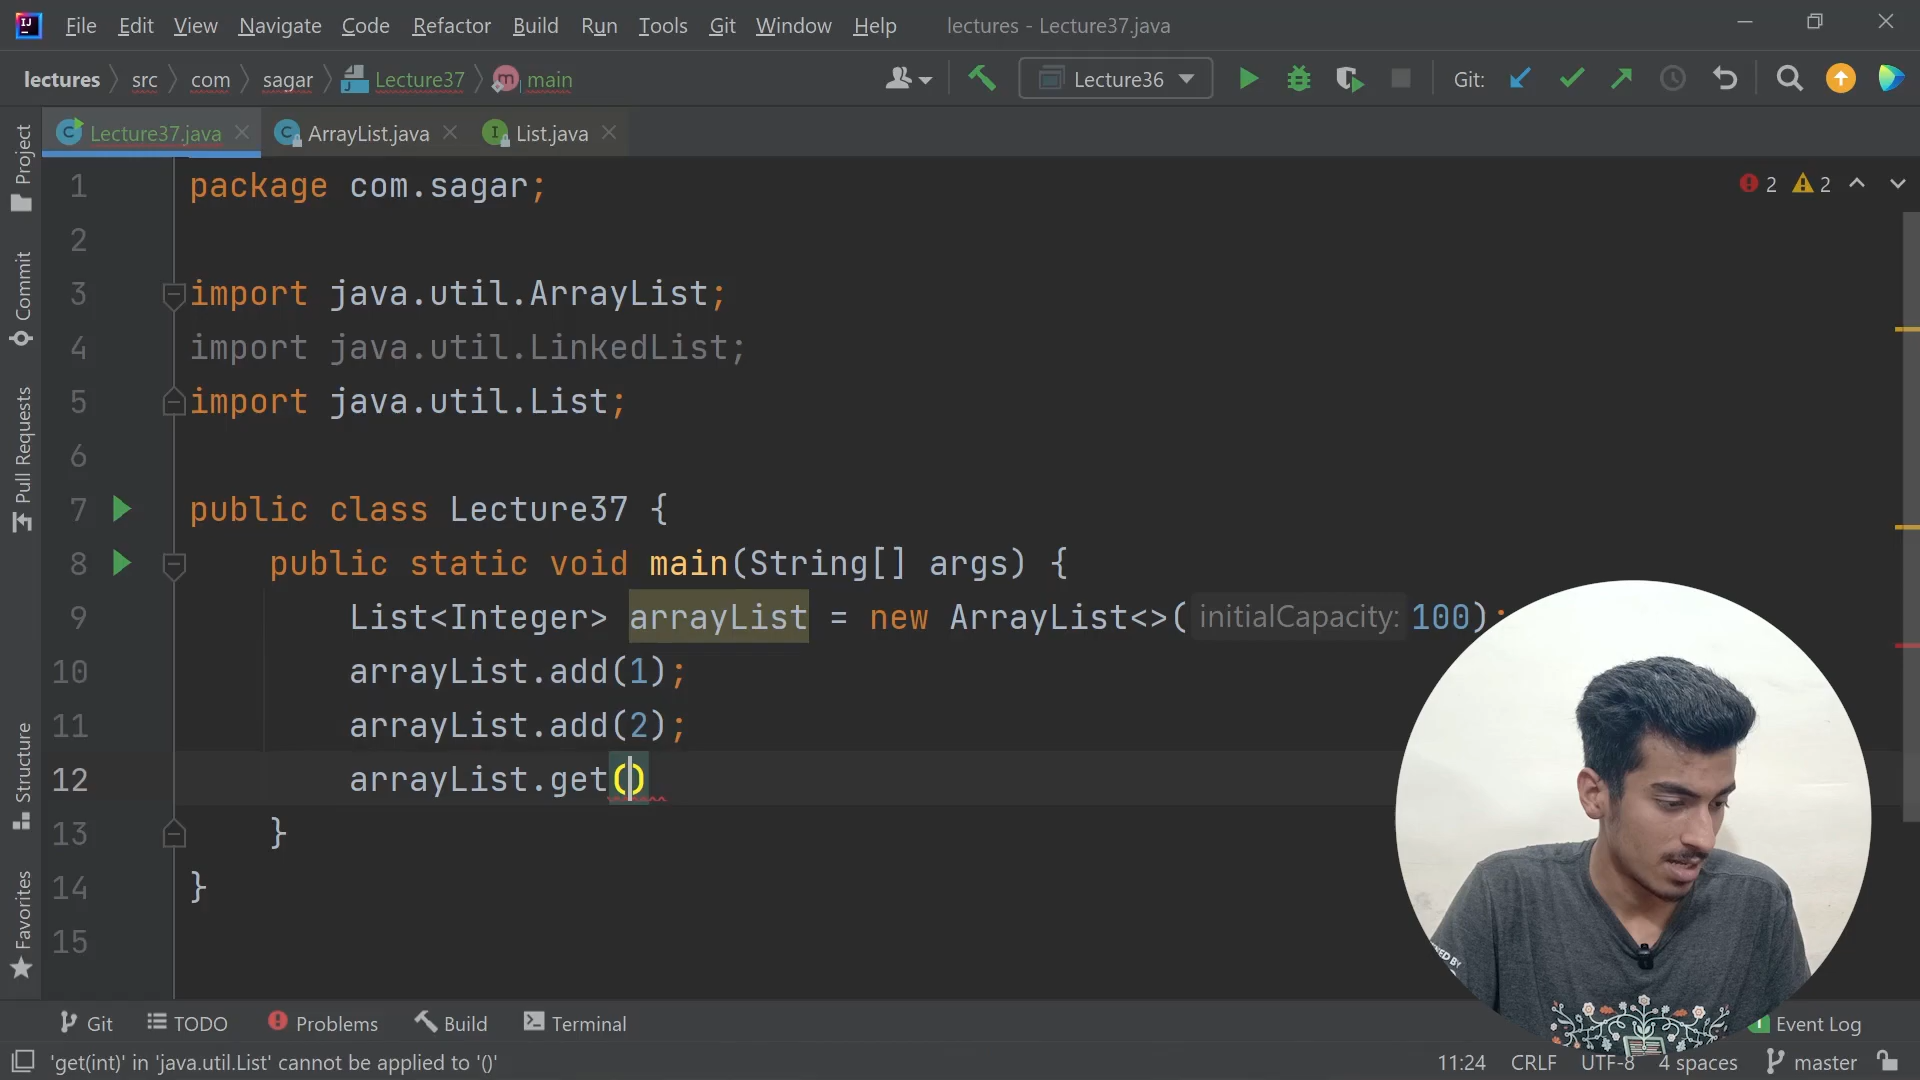 File Edit View Navigate Code Refactor Build Run Tools Git Window Help lectures - Lecture37.java
lectures src com sagar Lecture37 m main Lecture36 Git:
Lecture37.java ArrayList.java List.java
Project
Commit
Pull Requests
Structure
Favorites
2 2
1 package com.sagar;
2
3 import java.util.ArrayList;
4 import java.util.LinkedList;
5 import java.util.List;
6
7 public class Lecture37 {
8 public static void main(String[] args) {
9 List<Integer> arrayList = new ArrayList<>( initialCapacity: 100);
10 arrayList.add(1);
11 arrayList.add(2);
12 arrayList.get()
13 }
14 }
15
Git TODO Problems Build Terminal Event Log
'get(int)' in 'java.util.List' cannot be applied to '()' 11:24 CRLF UTF-8 4 spaces master